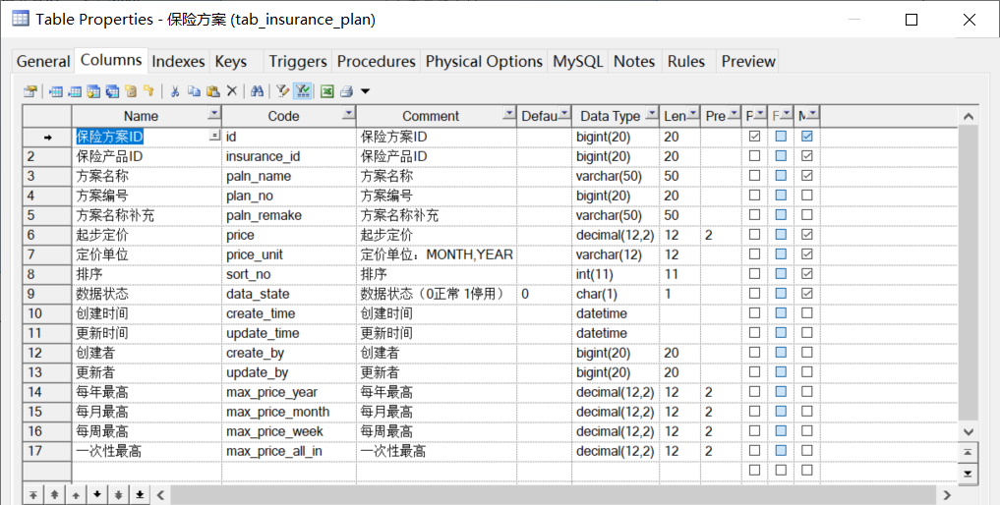 Table Properties - 保险方案 (tab_insurance_plan)
General Columns Indexes Keys Triggers Procedures Physical Options MySQL Notes Rules Preview
Name Code Comment Defau Data Type Len Pre P F M
保险方案ID = id 保险方案ID bigint(20) 20
2 保险产品ID insurance_id 保险产品ID bigint(20) 20
3 方案名称 paln_name 方案名称 varchar(50) 50
4 方案编号 plan_no 方案编号 bigint(20) 20
5 方案名称补充 paln_remake 方案名称补充 varchar(50) 50
6 起步定价 price 起步定价 decimal(12,2) 12 2
7 定价单位 price_unit 定价单位：MONTH,YEAR varchar(12) 12
8 排序 sort_no 排序 int(11) 11
9 数据状态 data_state 数据状态（0正常 1停用） 0 char(1) 1
10 创建时间 create_time 创建时间 datetime
11 更新时间 update_time 更新时间 datetime
12 创建者 create_by 创建者 bigint(20) 20
13 更新者 update_by 更新者 bigint(20) 20
14 每年最高 max_price_year 每年最高 decimal(12,2) 12 2
15 每月最高 max_price_month 每月最高 decimal(12,2) 12 2
16 每周最高 max_price_week 每周最高 decimal(12,2) 12 2
17 一次性最高 max_price_all_in 一次性最高 decimal(12,2) 12 2